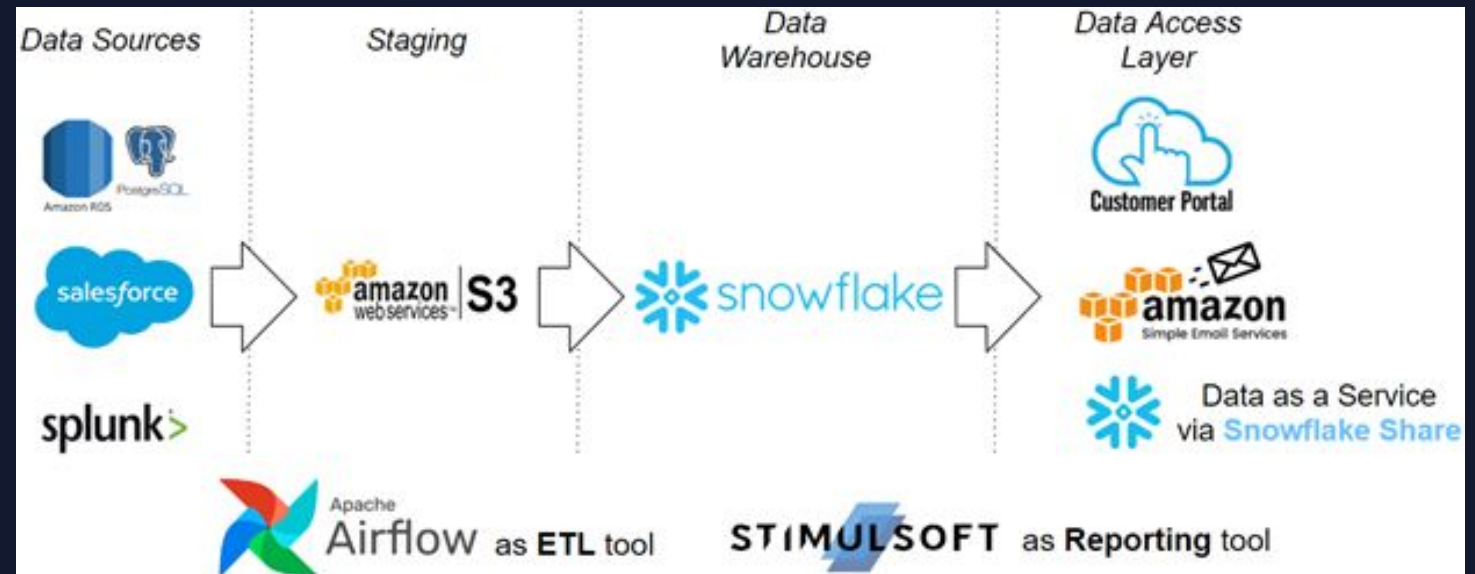 Data Sources
Staging
Data
Warehouse
Data Access
Layer
Amazon RDS
PostgreSQL
salesforce
splunk>
amazon
web services™
S3
snowflake
Customer Portal
amazon
Simple Email Services
Data as a Service
via Snowflake Share
Apache
Airflow as ETL tool
STIMULSOFT as Reporting tool